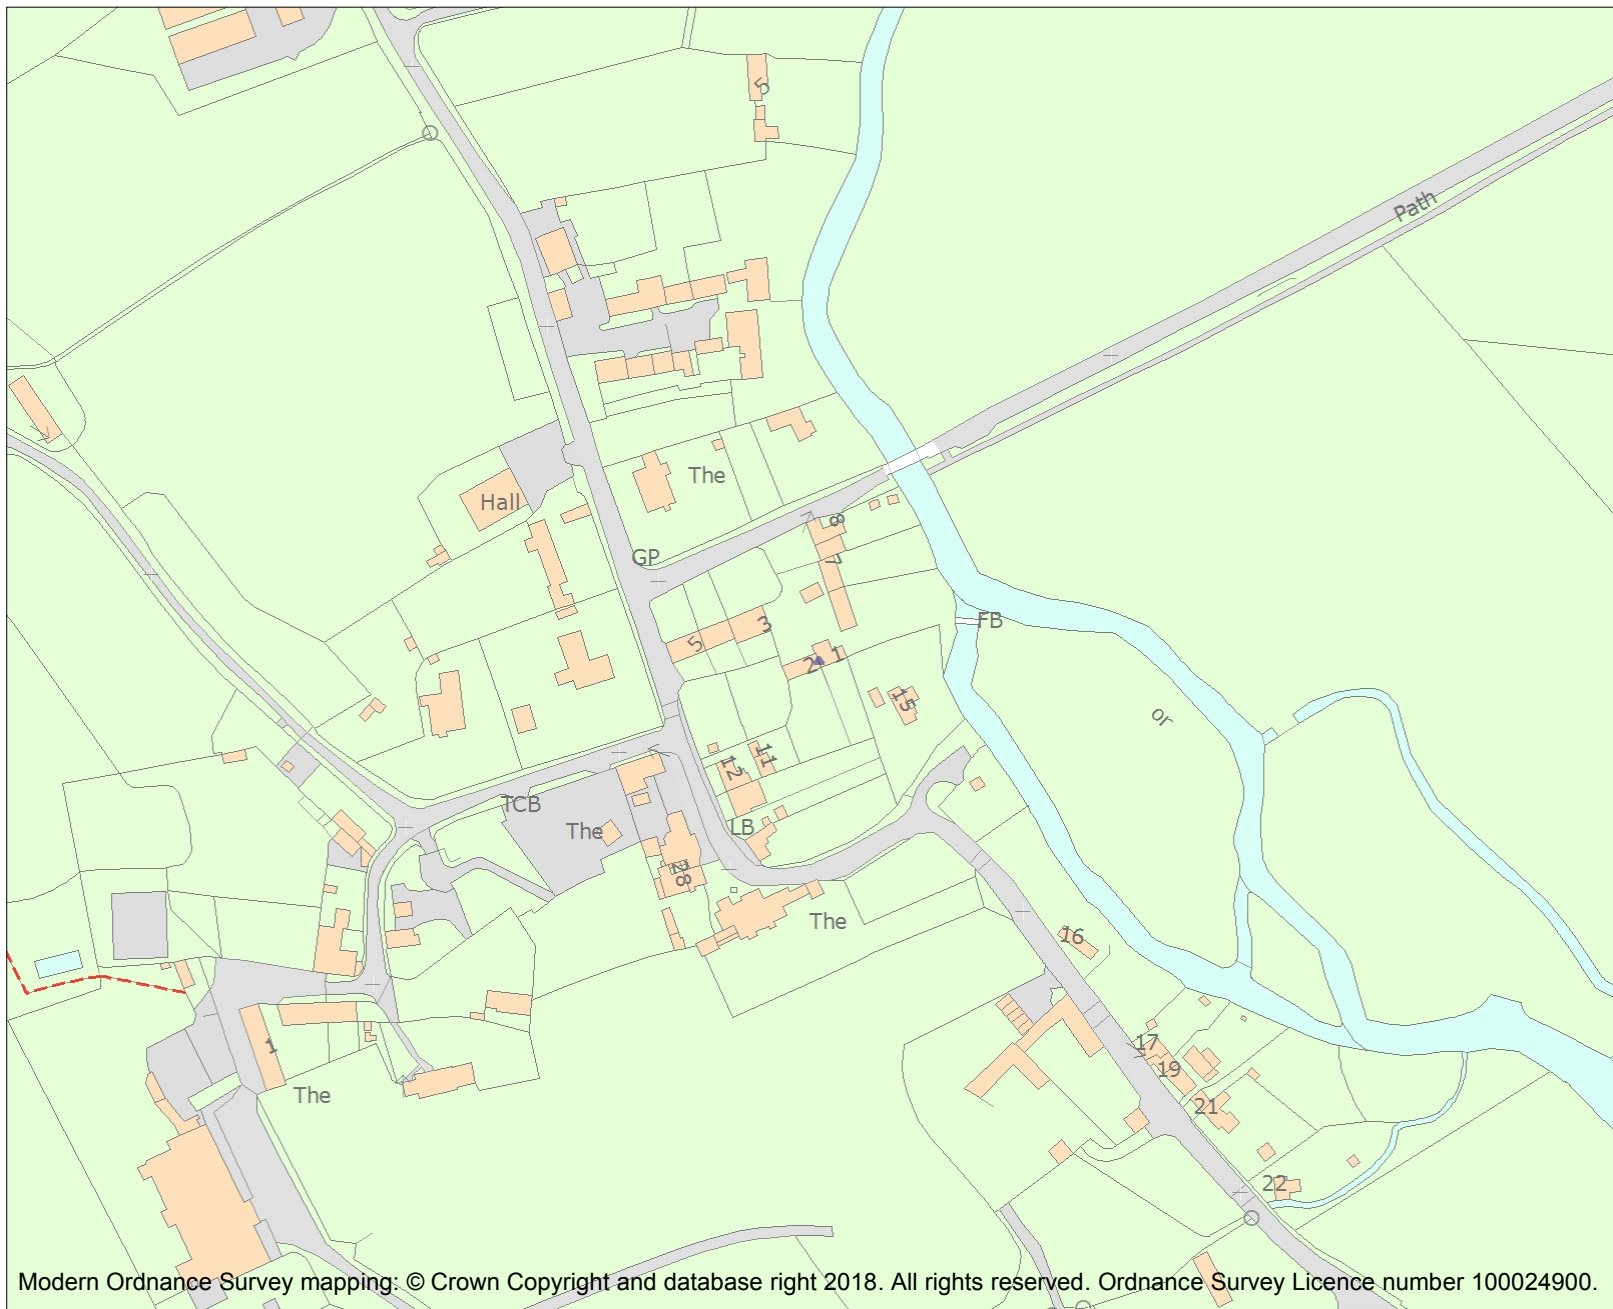 5
Path
The
Hall
8
GP
7
FB
3
5
2
1
15
or
11
12
TCB
LB
The
28
The
16
17
19
1
The
21
22
Modern Ordnance Survey mapping: © Crown Copyright and database right 2018. All rights reserved. Ordnance Survey Licence number 100024900.